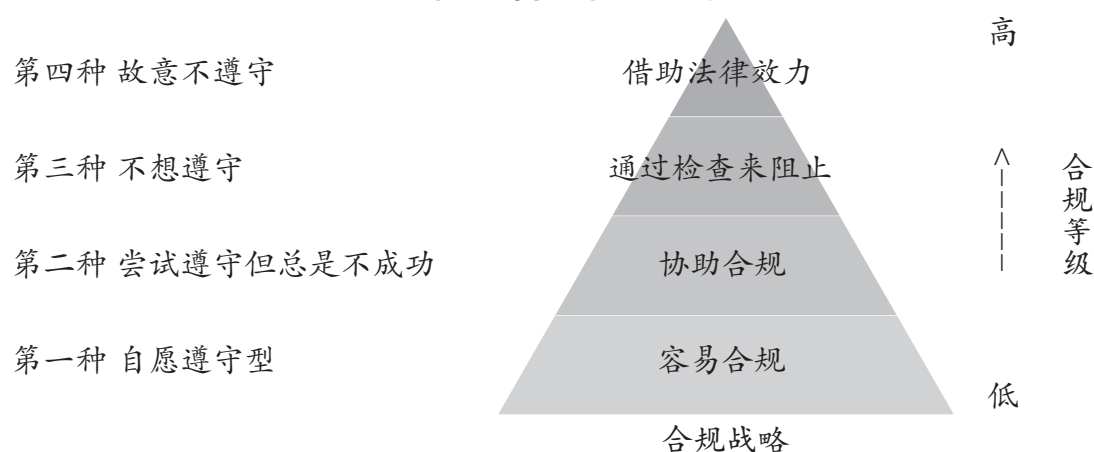 高
第四种 故意不遵守
借助法律效力
第三种 不想遵守
通过检查来阻止
合规等级
第二种 尝试遵守但总是不成功
协助合规
第一种 自愿遵守型
容易合规
低
合规战略